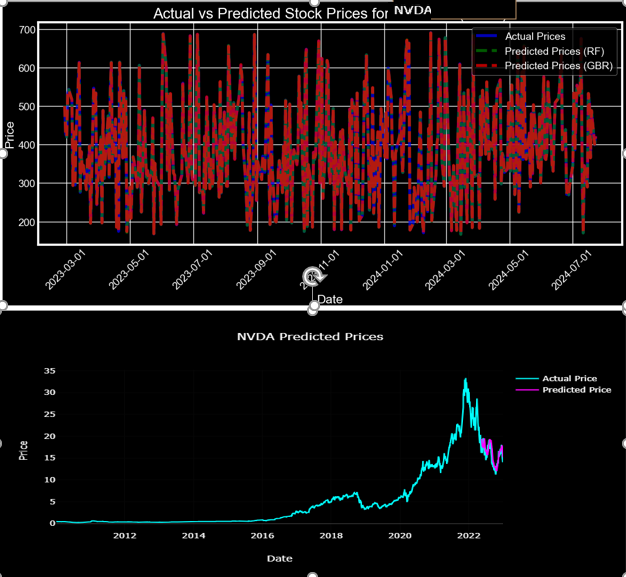 Actual vs Predicted Stock Prices for NVDA
Actual Prices
Predicted Prices (RF)
Predicted Prices (GBR)
Price
700
600
500
400
300
200
2023-03-01
2023-05-01
2023-07-01
2023-09-01
2024-01-01
2024-03-01
2024-05-01
2024-07-01
Date
NVDA Predicted Prices
Actual Price
Predicted Price
Price
35
30
25
20
15
10
5
0
2012
2014
2016
2018
2020
2022
Date